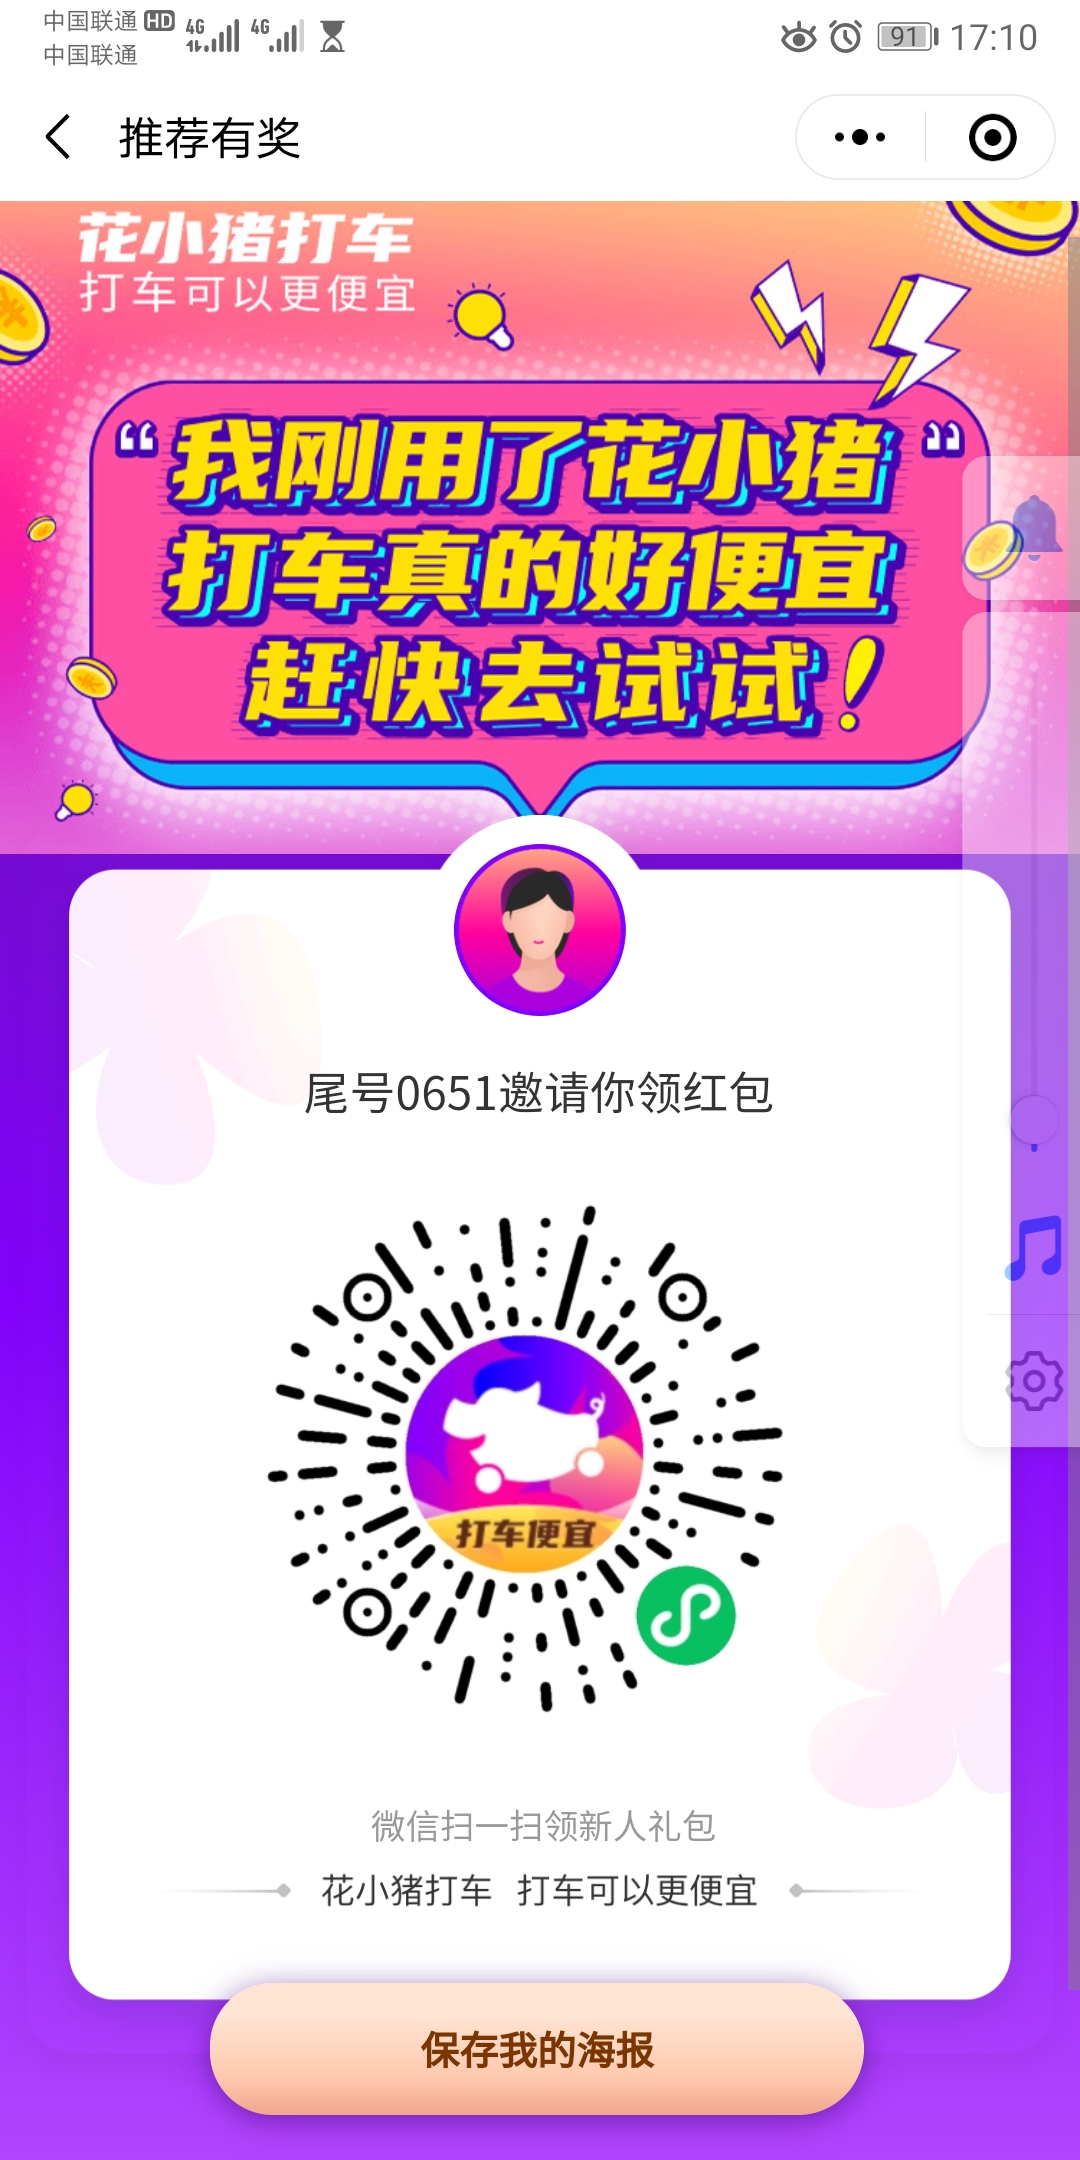 中国联通 HD 4G 4G 91 17:10
中国联通
推荐有奖
花小猪打车
打车可以更便宜
“我刚用了花小猪”
打车真的好便宜
赶快去试试!
尾号0651邀请你领红包
打车便宜
微信扫一扫领新人礼包
花小猪打车 打车可以更便宜
保存我的海报